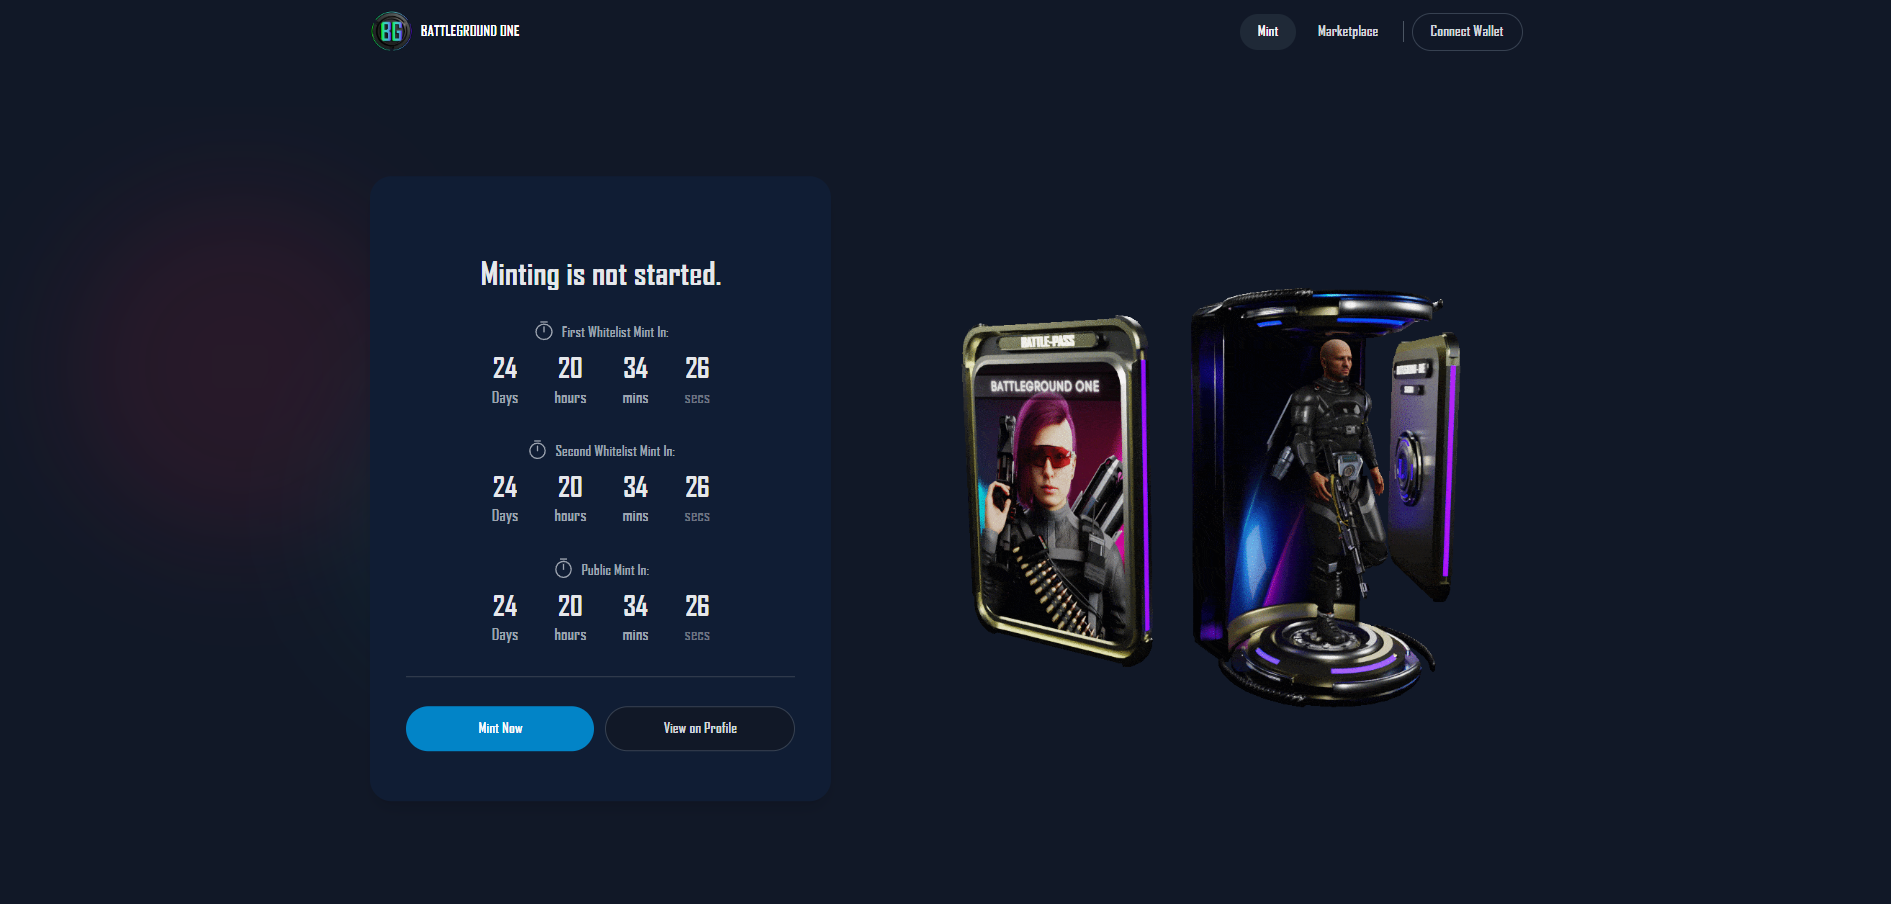 BG BATTLEGROUND ONE
Mint Marketplace Connect Wallet
Minting is not started.
First Whitelist Mint In:
24 20 34 26
Days hours mins secs
Second Whitelist Mint In:
24 20 34 26
Days hours mins secs
Public Mint In:
24 20 34 26
Days hours mins secs
Mint Now View on Profile
BATTLE-PASS
BATTLEGROUND ONE